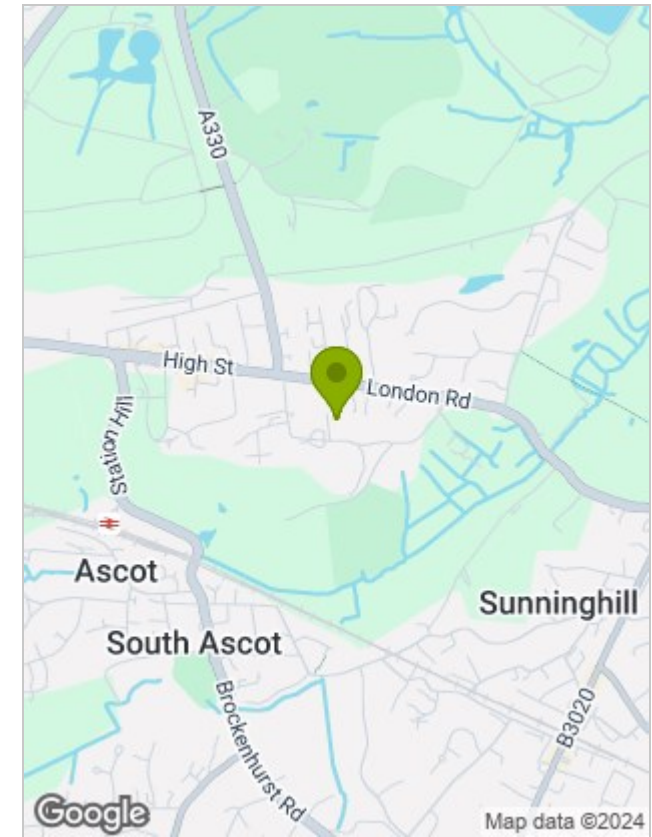 A330
High St
London Rd
Station Hill
Ascot
Sunninghill
South Ascot
B3020
Brockenhurst Rd
Google
Map data ©2024